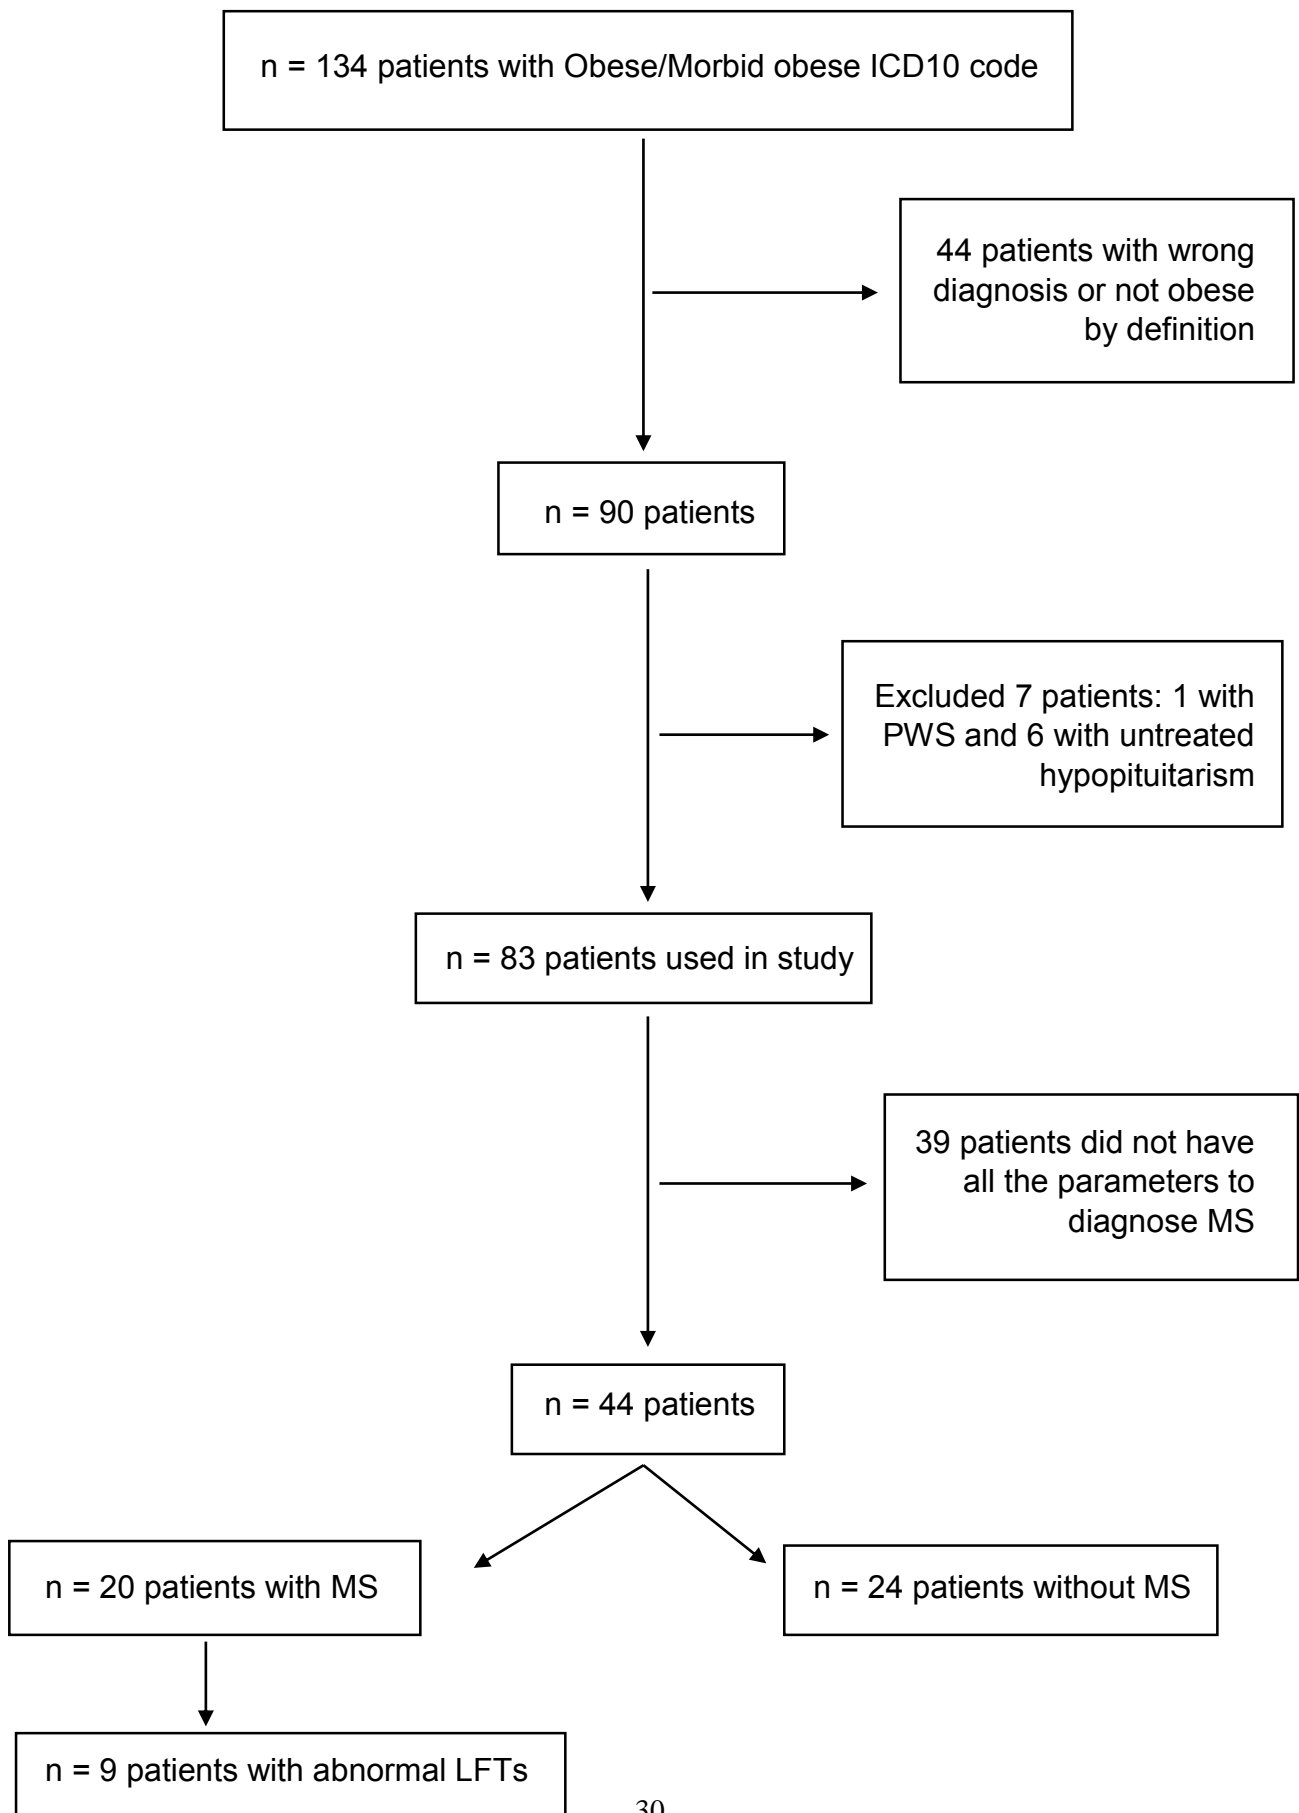 n = 134 patients with Obese/Morbid obese ICD10 code
44 patients with wrong
diagnosis or not obese
by definition
n = 90 patients
Excluded 7 patients: 1 with
PWS and 6 with untreated
hypopituitarism
n = 83 patients used in study
39 patients did not have
all the parameters to
diagnose MS
n = 44 patients
n = 20 patients with MS
n = 24 patients without MS
n = 9 patients with abnormal LFTs
30